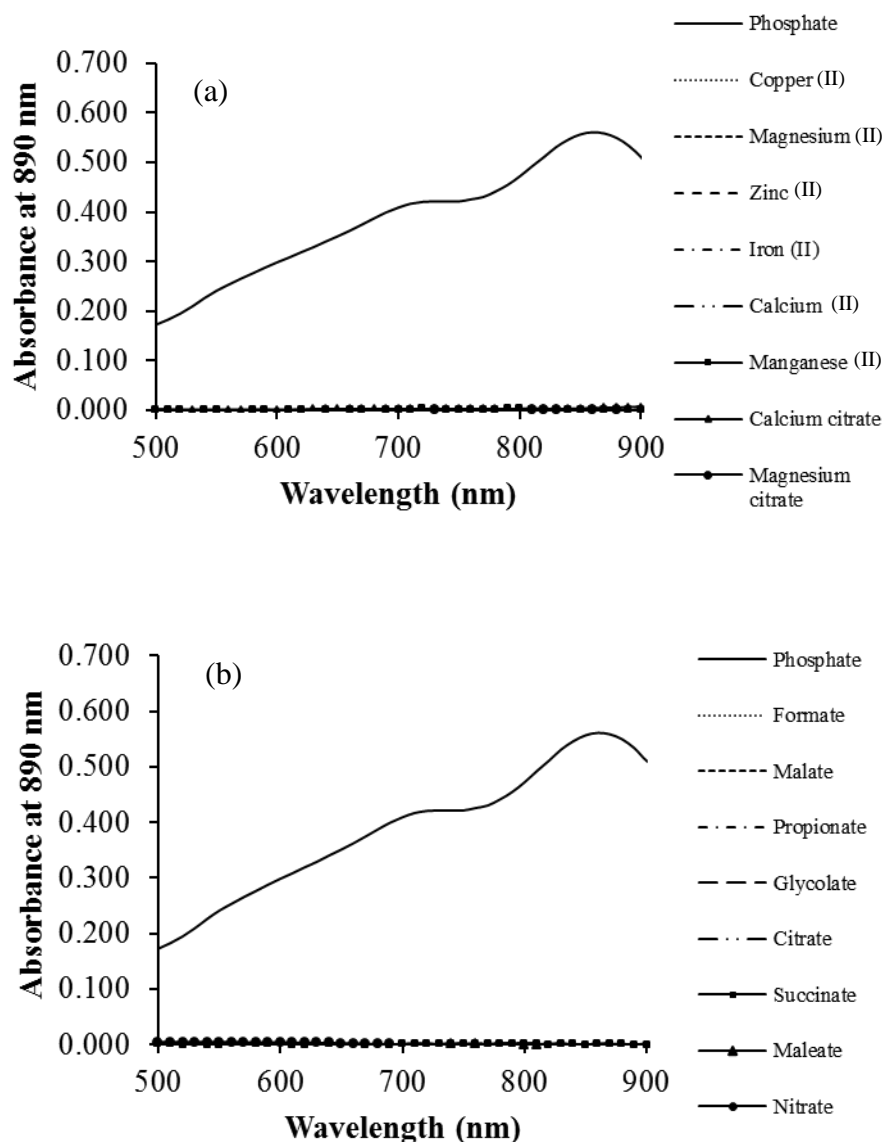 (a)
Absorbance at 890 nm
0.700
0.600
0.500
0.400
0.300
0.200
0.100
0.000
500 600 700 800 900
Wavelength (nm)
Phosphate
Copper (II)
Magnesium (II)
Zinc (II)
Iron (II)
Calcium (II)
Manganese (II)
Calcium citrate
Magnesium
citrate
(b)
Absorbance at 890 nm
0.700
0.600
0.500
0.400
0.300
0.200
0.100
0.000
500 600 700 800 900
Wavelength (nm)
Phosphate
Formate
Malate
Propionate
Glycolate
Citrate
Succinate
Maleate
Nitrate